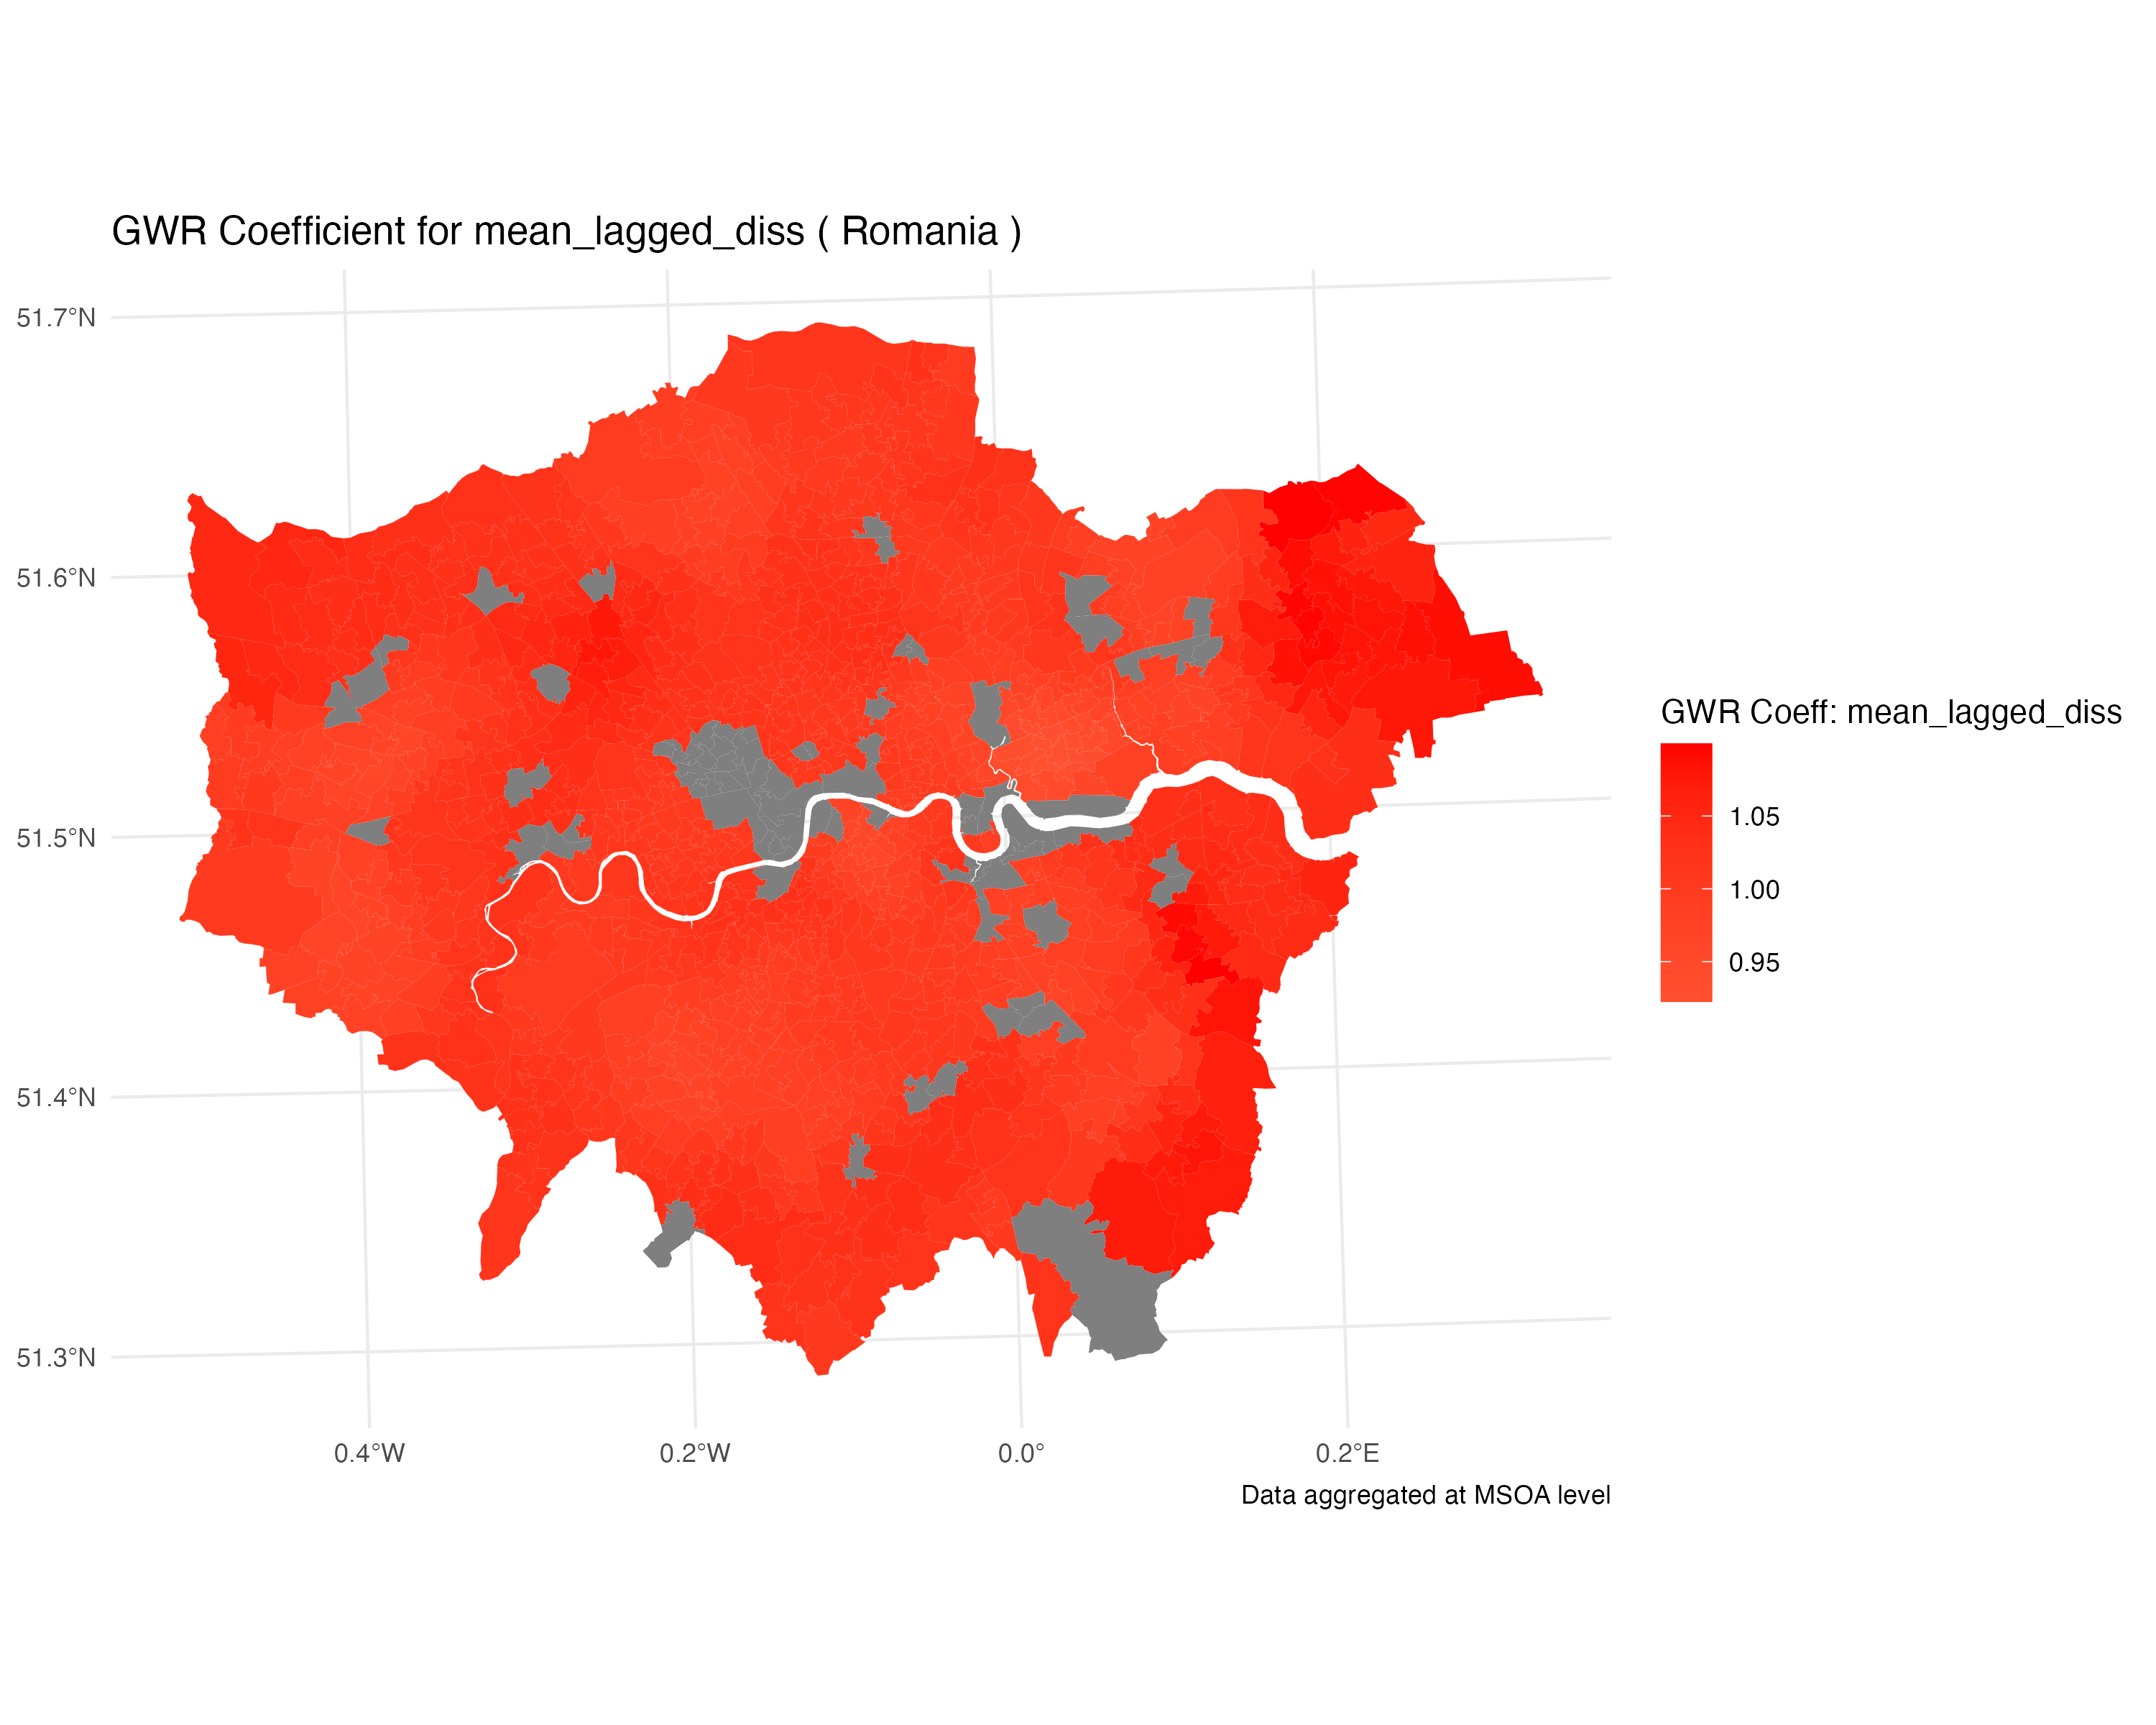 GWR Coefficient for mean_lagged_diss ( Romania )
51.7°N
51.6°N
51.5°N
51.4°N
51.3°N
0.4°W
0.2°W
0.0°
0.2°E
GWR Coeff: mean_lagged_diss
1.05
1.00
0.95
Data aggregated at MSOA level